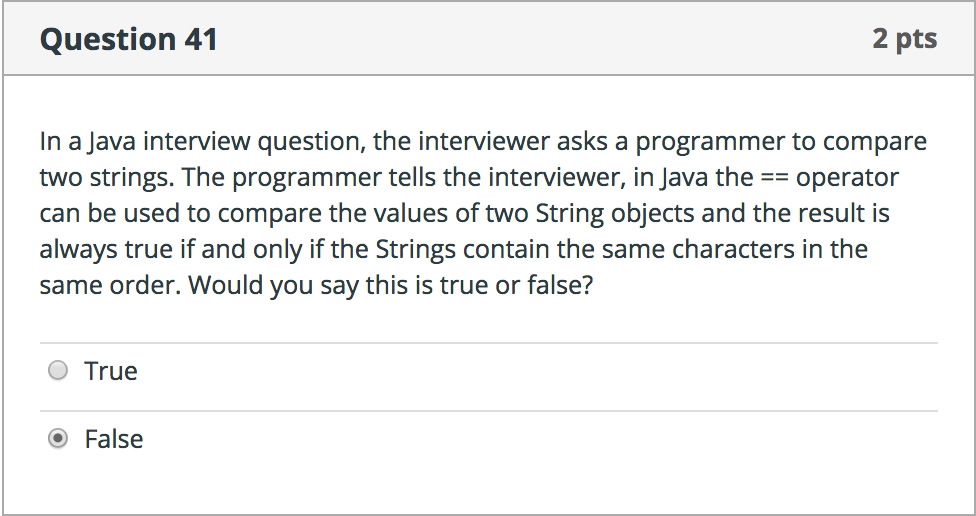 Question 41
2 pts
In a Java interview question, the interviewer asks a programmer to compare
two strings. The programmer tells the interviewer, in Java the == operator
can be used to compare the values of two String objects and the result is
always true if and only if the Strings contain the same characters in the
same order. Would you say this is true or false?
True
False